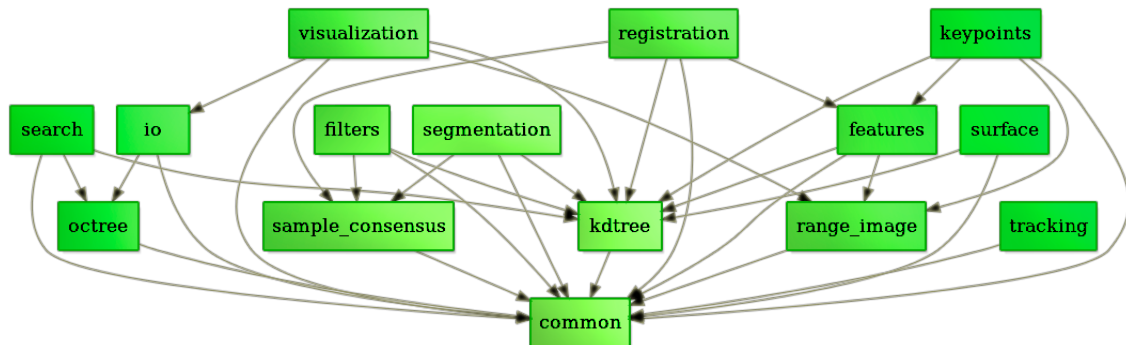 visualization
registration
keypoints
search
io
filters
segmentation
features
surface
octree
sample_consensus
kdtree
range_image
tracking
common